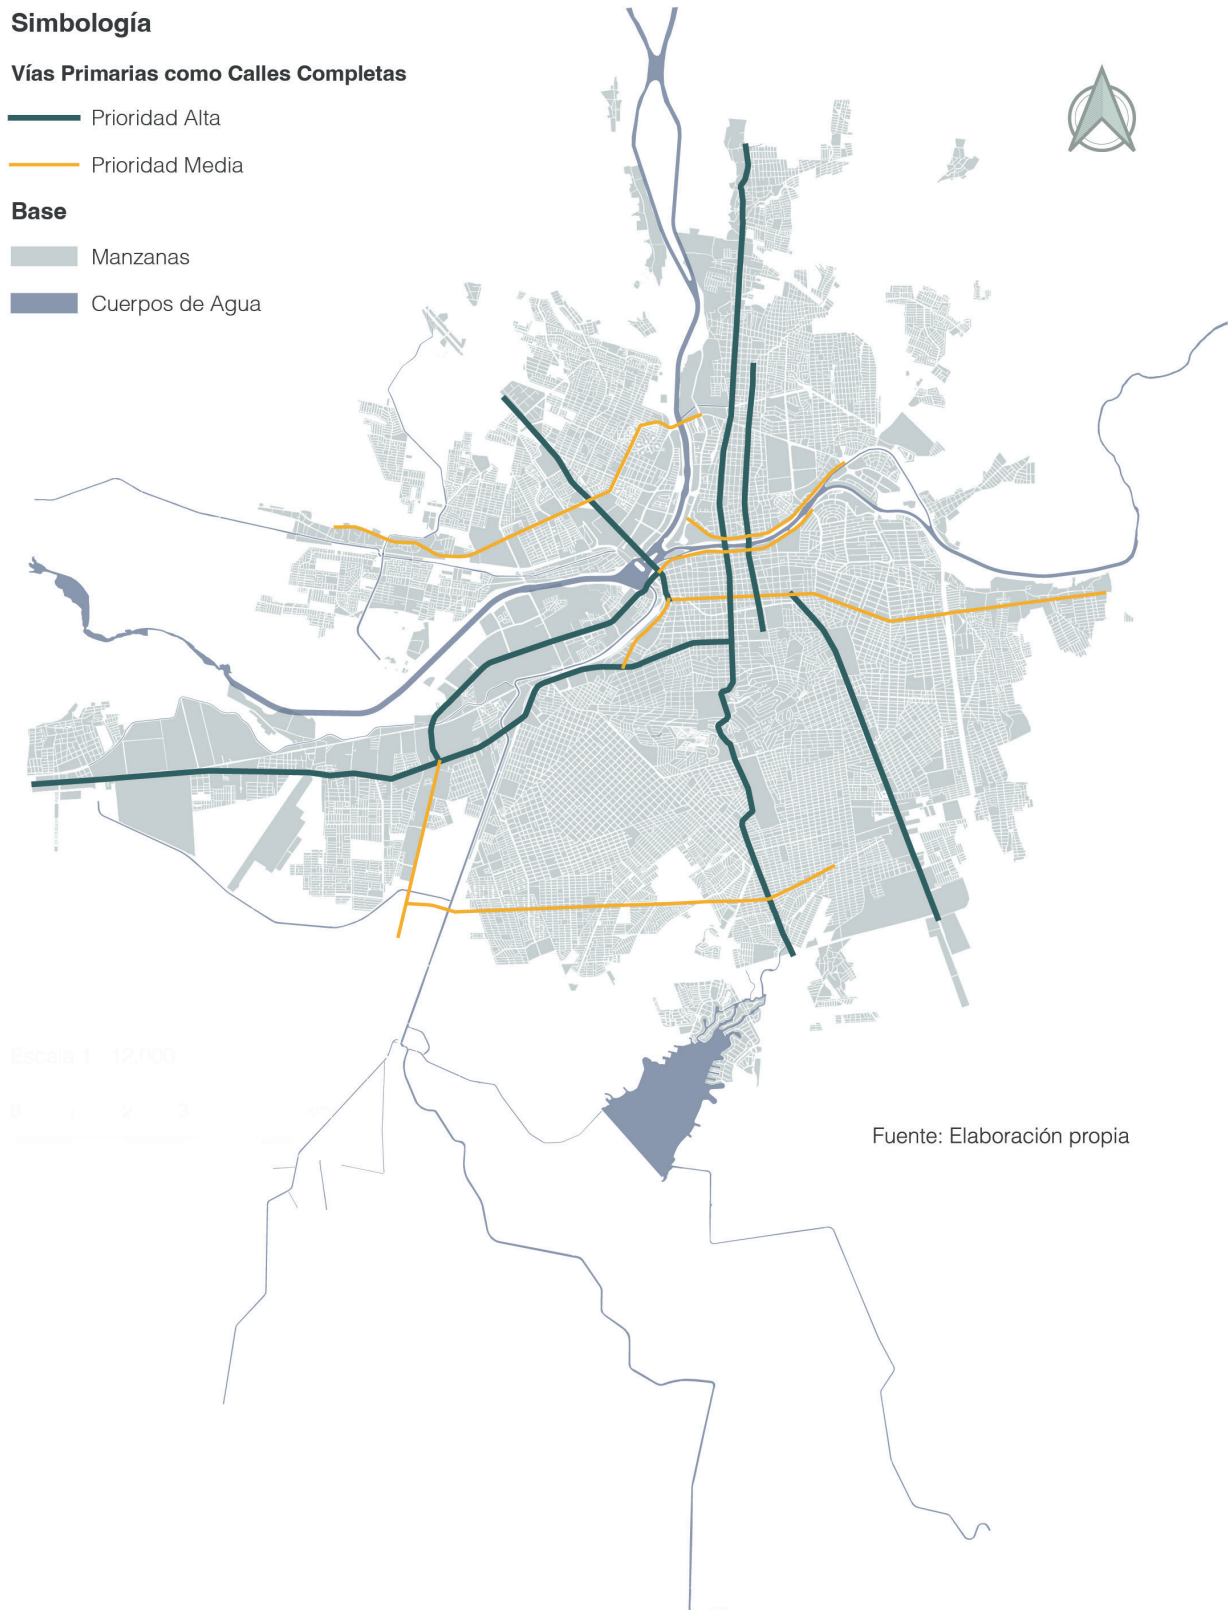 Simbología
Vías Primarias como Calles Completas
Prioridad Alta
Prioridad Media
Base
Manzanas
Cuerpos de Agua
Fuente: Elaboración propia